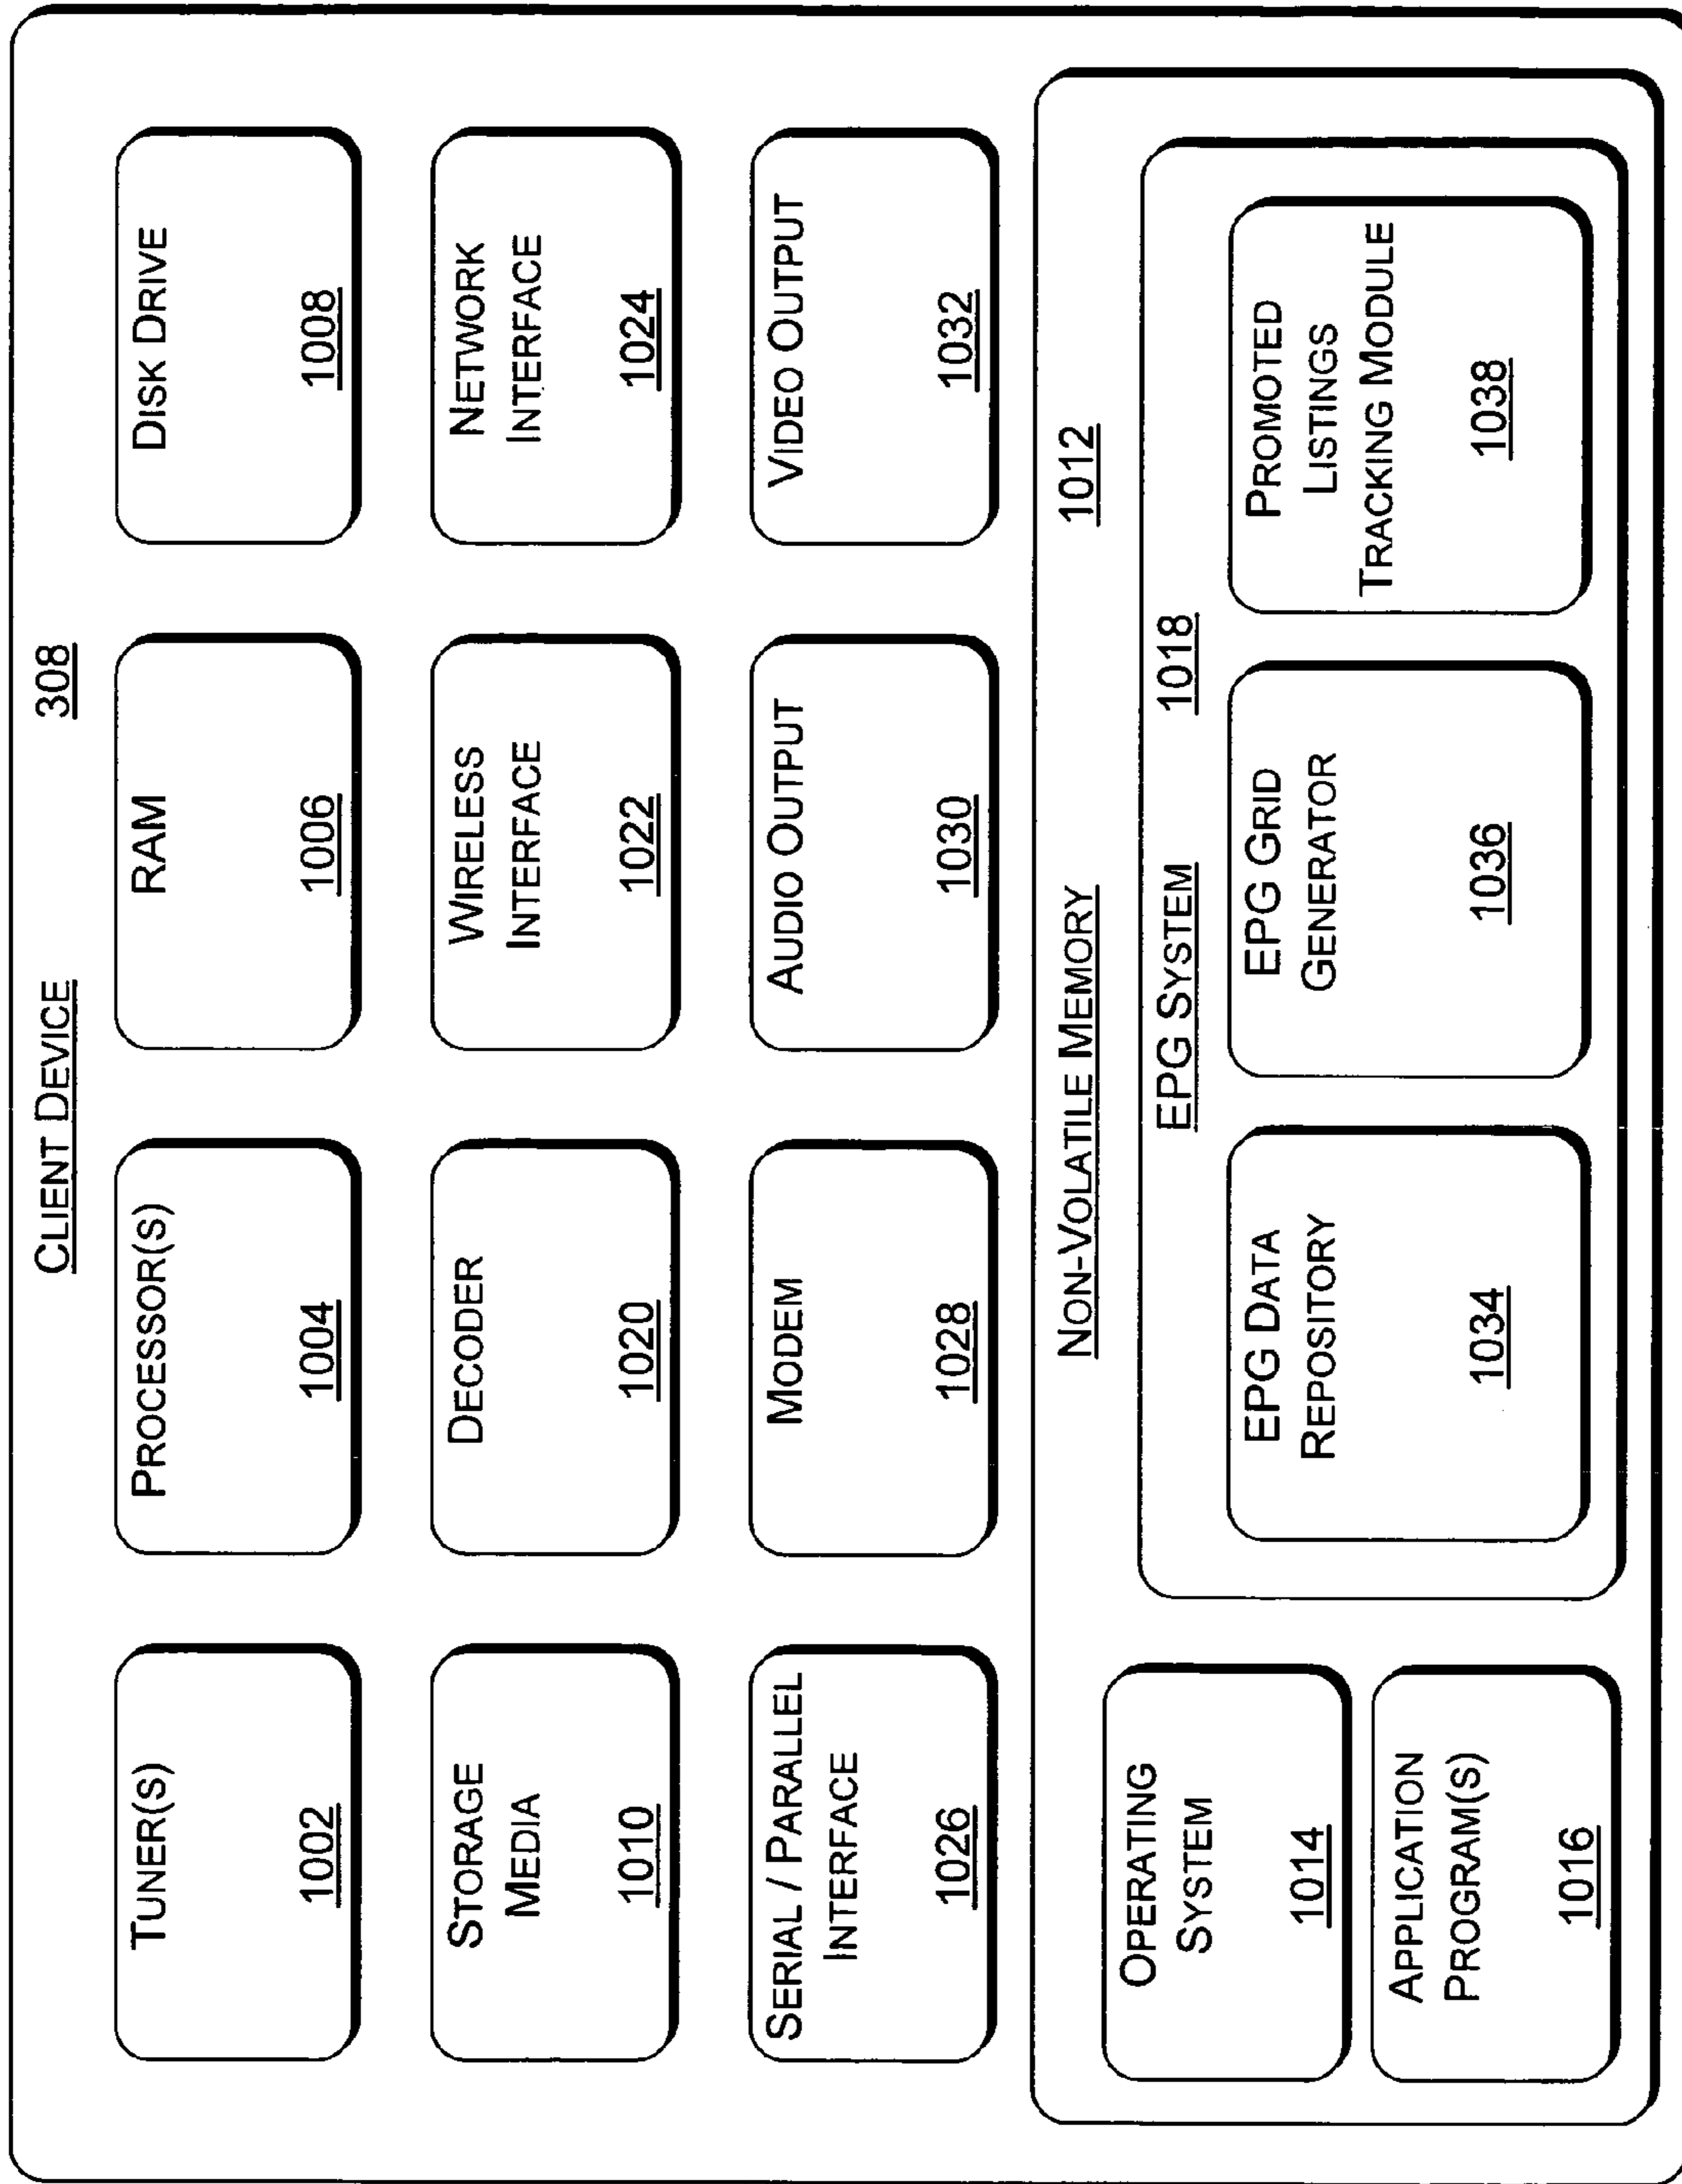 CLIENT DEVICE 308
TUNER(S)
1002
PROCESSOR(S)
1004
RAM
1006
DISK DRIVE
1008
STORAGE
MEDIA
1010
DECODER
1020
WIRELESS
INTERFACE
1022
NETWORK
INTERFACE
1024
SERIAL / PARALLEL
INTERFACE
1026
MODEM
1028
AUDIO OUTPUT
1030
VIDEO OUTPUT
1032
NON-VOLATILE MEMORY 1012
OPERATING
SYSTEM
1014
APPLICATION
PROGRAM(S)
1016
EPG SYSTEM 1018
EPG DATA
REPOSITORY
1034
EPG GRID
GENERATOR
1036
PROMOTED
LISTINGS
TRACKING MODULE
1038